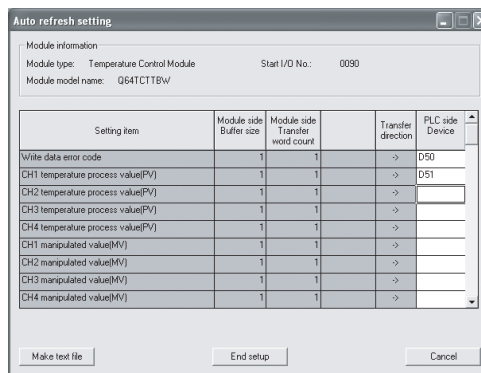 Auto refresh setting
Module information
Module type: Temperature Control Module Start I/O No.: 0090
Module model name: Q64TCTTBW
Setting item Module side Buffer size Module side Transfer word count Transfer direction PLC side Device
Write data error code 1 1 -> D50
CH1 temperature process value(PV) 1 1 -> D51
CH2 temperature process value(PV) 1 1 ->
CH3 temperature process value(PV) 1 1 ->
CH4 temperature process value(PV) 1 1 ->
CH1 manipulated value(MV) 1 1 ->
CH2 manipulated value(MV) 1 1 ->
CH3 manipulated value(MV) 1 1 ->
CH4 manipulated value(MV) 1 1 ->
Make text file End setup Cancel